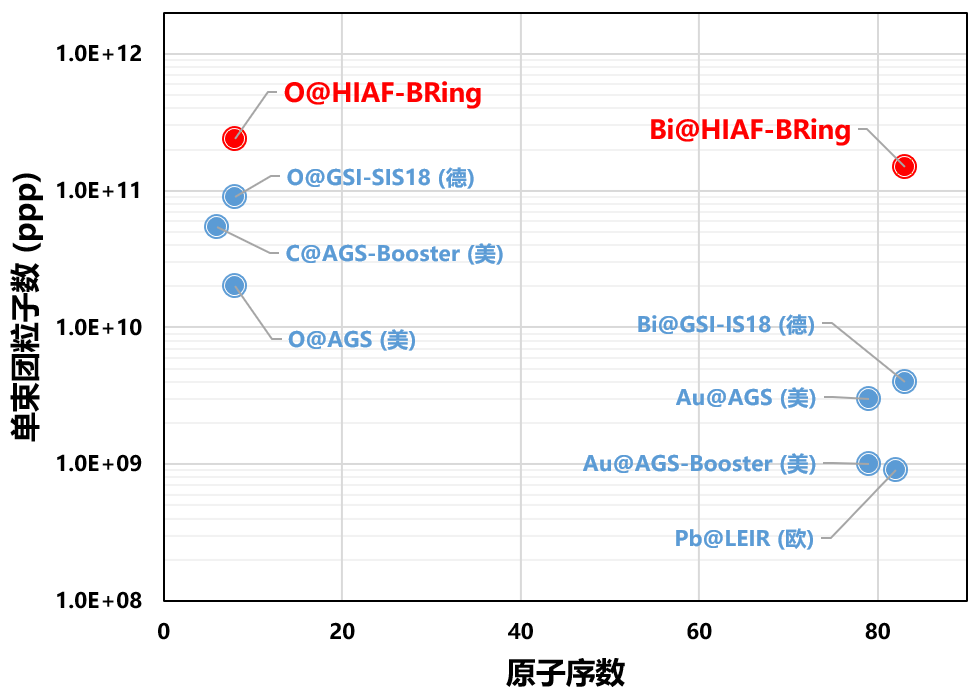 1.0E+12
O@HIAF-BRing
Bi@HIAF-BRing
O@GSI-SIS18 (德)
1.0E+11
C@AGS-Booster (美)
1.0E+10
Bi@GSI-IS18 (德)
O@AGS (美)
Au@AGS (美)
1.0E+09
Au@AGS-Booster (美)
Pb@LEIR (欧)
1.0E+08
单束团粒子数 (ppp)
0 20 40 60 80
原子序数